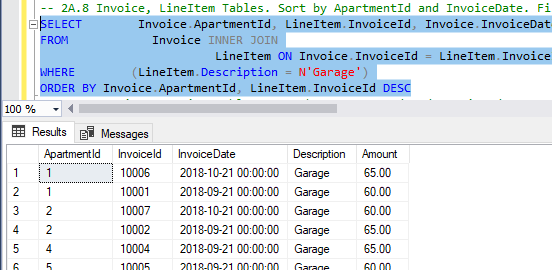 -- 2A.8 Invoice, LineItem Tables. Sort by ApartmentId and InvoiceDate. Fi
SELECT Invoice.ApartmentId, LineItem.InvoiceId, Invoice.InvoiceDat
FROM Invoice INNER JOIN
LineItem ON Invoice.InvoiceId = LineItem.Invoice
WHERE (LineItem.Description = N'Garage')
ORDER BY Invoice.ApartmentId, LineItem.InvoiceId DESC
100 %
Results Messages
ApartmentId InvoiceId InvoiceDate Description Amount
1 1 10006 2018-10-21 00:00:00 Garage 65.00
2 1 10001 2018-09-21 00:00:00 Garage 60.00
3 2 10007 2018-10-21 00:00:00 Garage 60.00
4 2 10002 2018-09-21 00:00:00 Garage 65.00
5 4 10004 2018-09-21 00:00:00 Garage 65.00
6 5 10005 2018-09-21 00:00:00 Garage 60.00